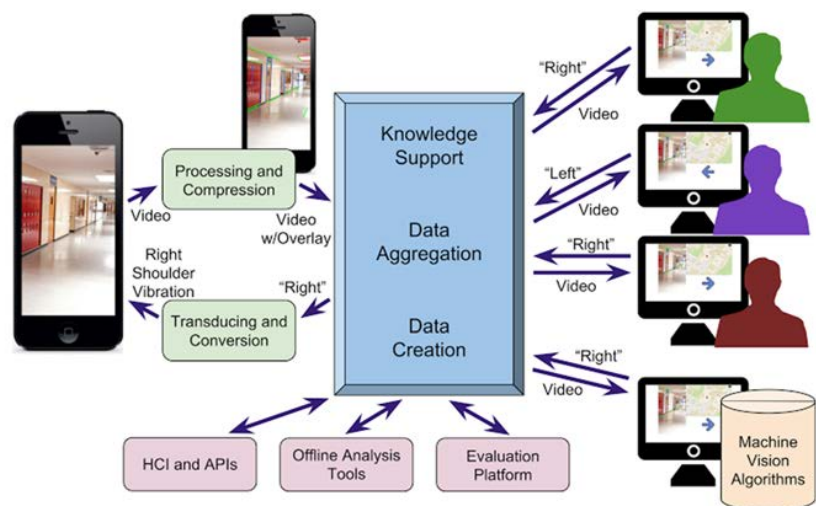 Processing and
Compression
Video
Video
w/Overlay
Right
Shoulder
Vibration
“Right”
Transducing and
Conversion
Knowledge
Support
Data
Aggregation
Data
Creation
“Right”
Video
“Left”
Video
“Right”
Video
“Right”
Video
Machine
Vision
Algorithms
HCI and APIs
Offline Analysis
Tools
Evaluation
Platform